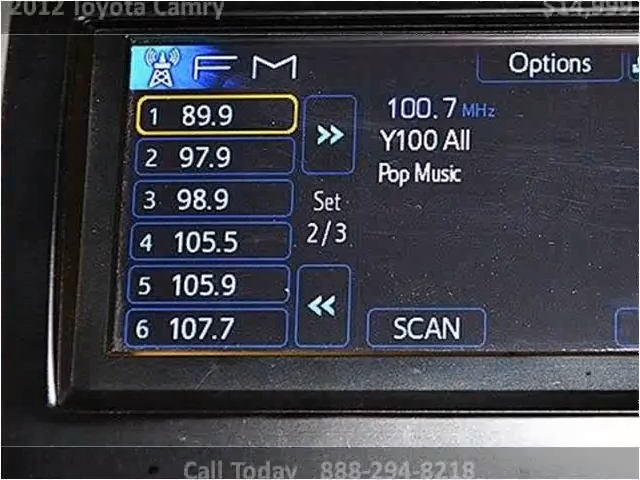 2012 Toyota Camry $14,999
FM Options
1 89.9
2 97.9
3 98.9
4 105.5
5 105.9
6 107.7
Set
2/3
100.7 MHz
Y100 All
Pop Music
SCAN
Call Today 888-294-8218